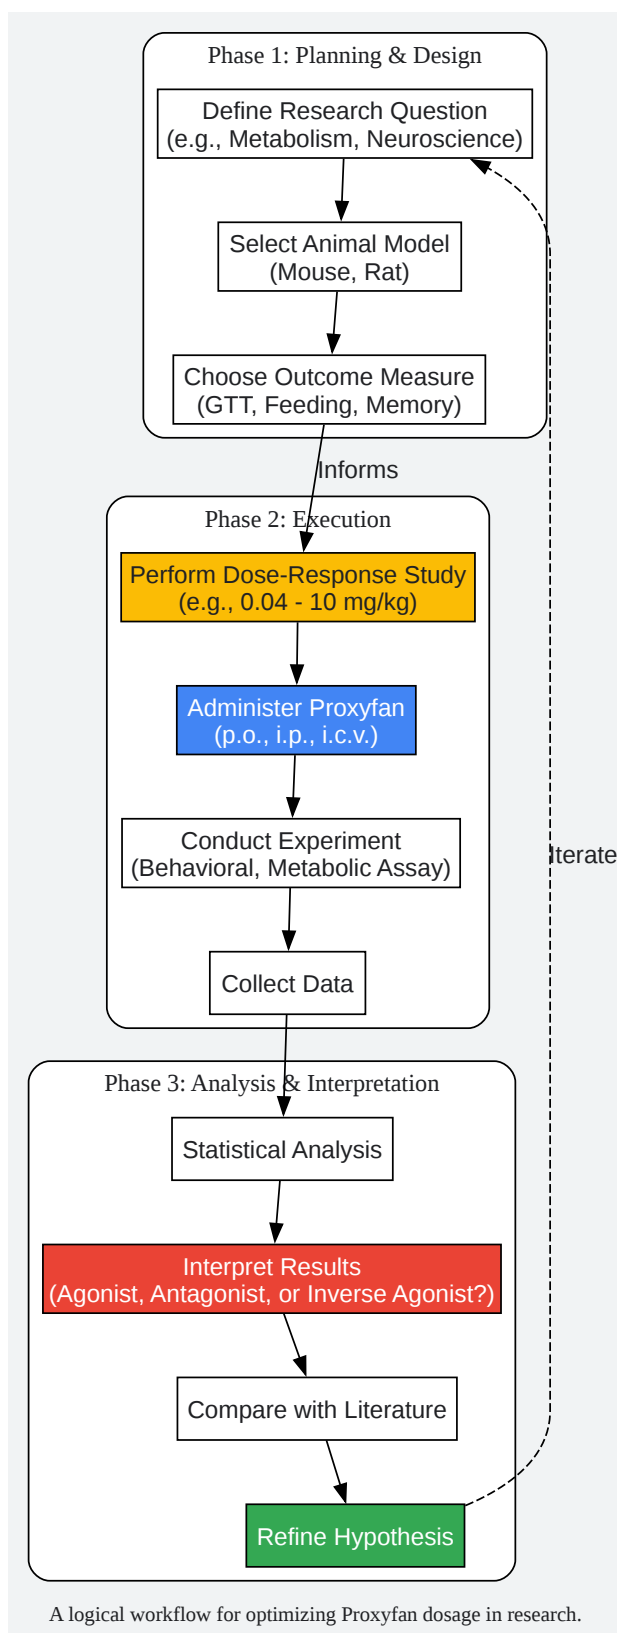 Phase 1: Planning & Design
Define Research Question
(e.g., Metabolism, Neuroscience)
Select Animal Model
(Mouse, Rat)
Choose Outcome Measure
(GTT, Feeding, Memory)
Informs
Phase 2: Execution
Perform Dose-Response Study
(e.g., 0.04 - 10 mg/kg)
Administer Proxyfan
(p.o., i.p., i.c.v.)
Conduct Experiment
(Behavioral, Metabolic Assay)
Iterate
Collect Data
Phase 3: Analysis & Interpretation
Statistical Analysis
Interpret Results
(Agonist, Antagonist, or Inverse Agonist?)
Compare with Literature
Refine Hypothesis
A logical workflow for optimizing Proxyfan dosage in research.